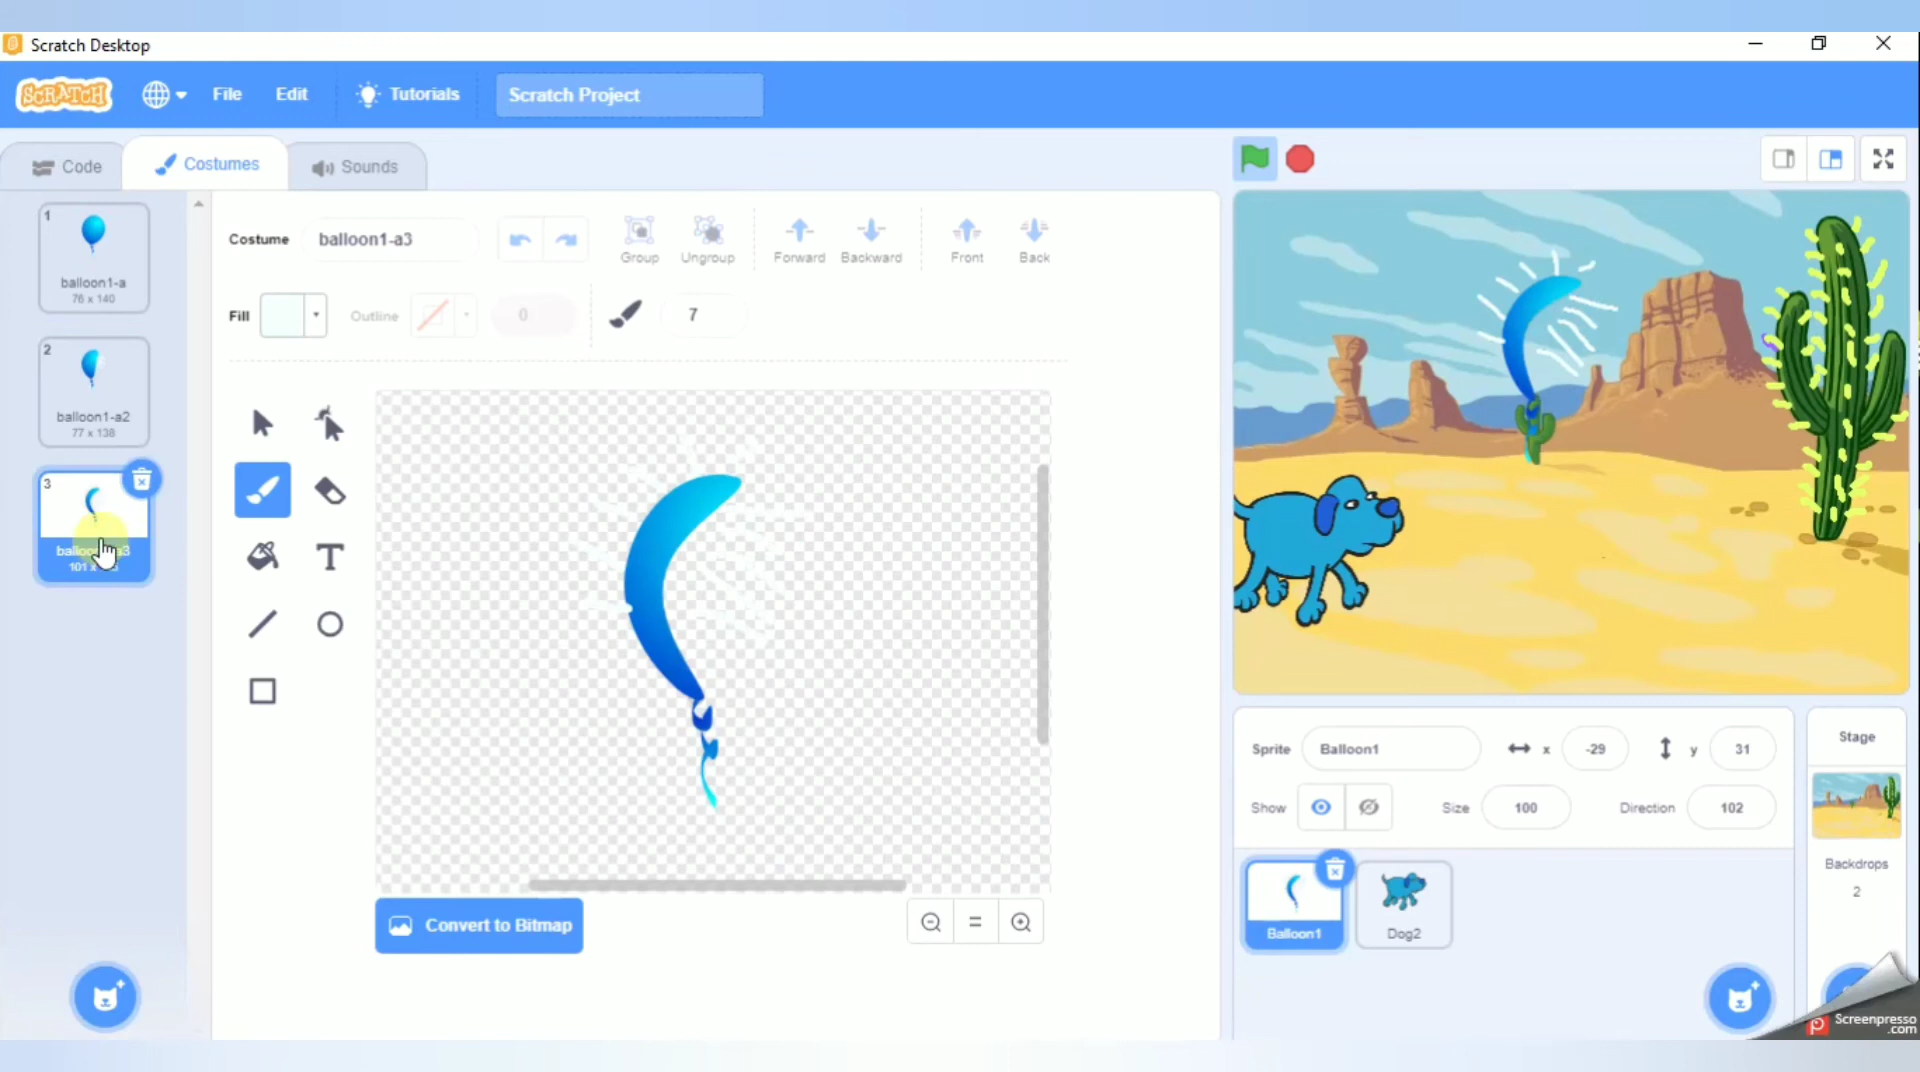 Scratch Desktop
SCRATCH
File
Edit
Tutorials
Scratch Project
Code
Costumes
Sounds
1
balloon1-a
76 x 140
2
balloon1-a2
77 x 138
3
Costume
balloon1-a3
Group
Ungroup
Forward
Backward
Front
Back
Fill
Outline
0
7
T
Convert to Bitmap
Sprite
Balloon1
x
-29
y
31
Show
Size
100
Direction
102
Balloon1
Dog2
Stage
Backdrops
2
Screenpresso
.com